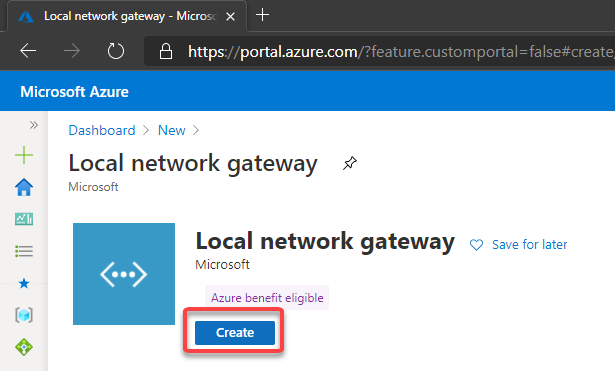 Local network gateway - Micros
https://portal.azure.com/?feature.customportal=false#create
Microsoft Azure
Dashboard > New >
Local network gateway
Microsoft
Local network gateway
Save for later
Microsoft
Azure benefit eligible
Create